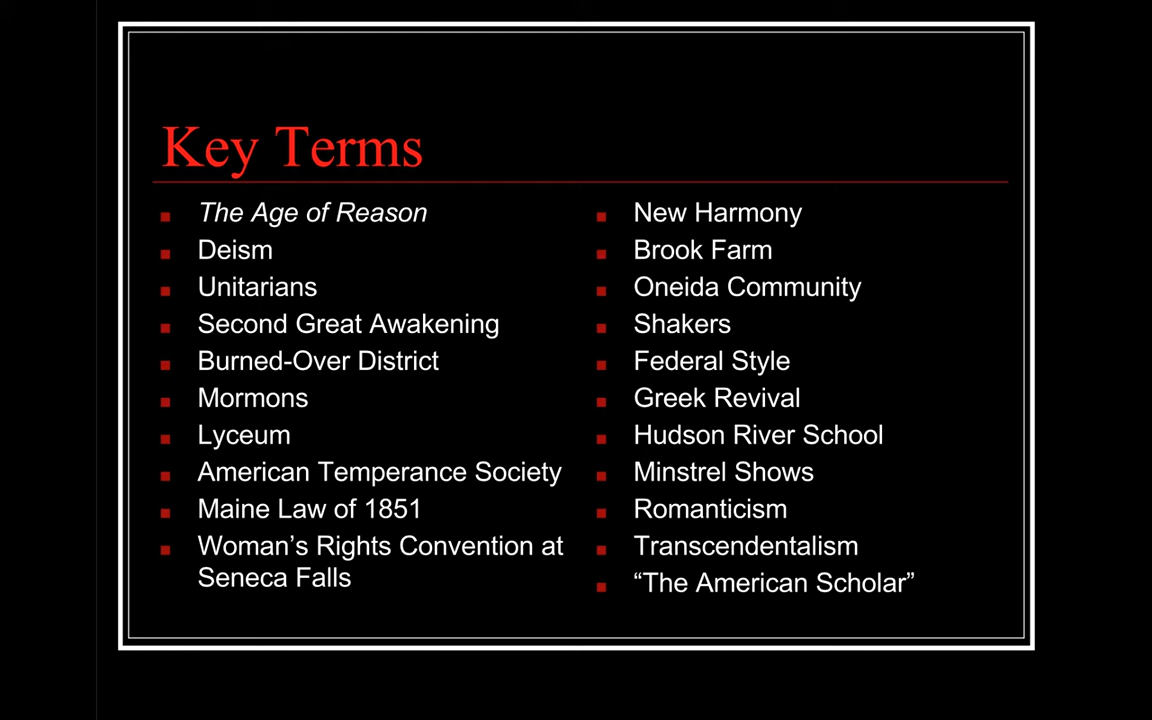 Key Terms
The Age of Reason
Deism
Unitarians
Second Great Awakening
Burned-Over District
Mormons
Lyceum
American Temperance Society
Maine Law of 1851
Woman’s Rights Convention at
Seneca Falls
New Harmony
Brook Farm
Oneida Community
Shakers
Federal Style
Greek Revival
Hudson River School
Minstrel Shows
Romanticism
Transcendentalism
“The American Scholar”